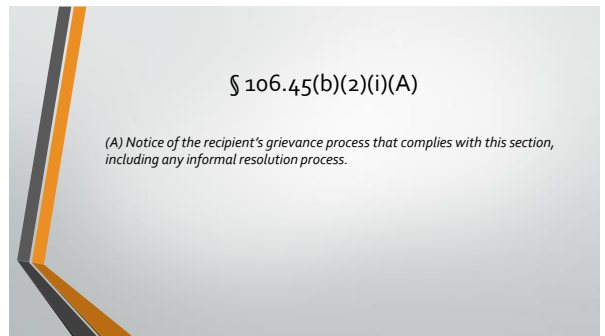 § 106.45(b)(2)(i)(A)
(A) Notice of the recipient’s grievance process that complies with this section,
including any informal resolution process.